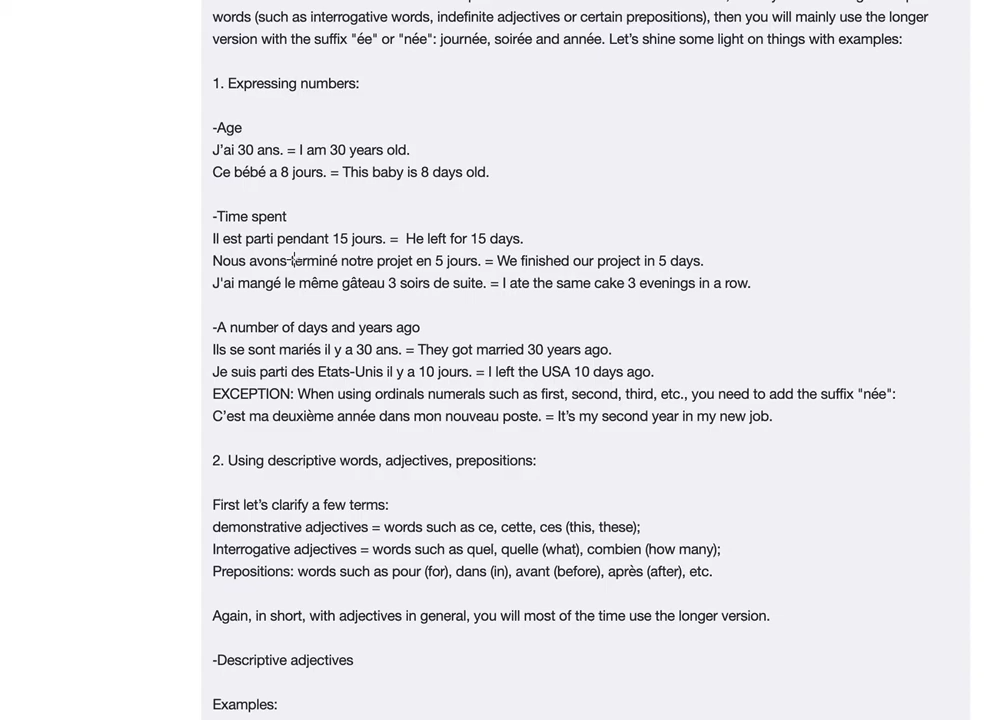 words (such as interrogative words, indefinite adjectives or certain prepositions), then you will mainly use the longer
version with the suffix "ée" or "née": journée, soirée and année. Let’s shine some light on things with examples:
1. Expressing numbers:
-Age
J’ai 30 ans. = I am 30 years old.
Ce bébé a 8 jours. = This baby is 8 days old.
-Time spent
Il est parti pendant 15 jours. =  He left for 15 days.
Nous avons terminé notre projet en 5 jours. = We finished our project in 5 days.
J'ai mangé le même gâteau 3 soirs de suite. = I ate the same cake 3 evenings in a row.
-A number of days and years ago
Ils se sont mariés il y a 30 ans. = They got married 30 years ago.
Je suis parti des Etats-Unis il y a 10 jours. = I left the USA 10 days ago.
EXCEPTION: When using ordinals numerals such as first, second, third, etc., you need to add the suffix "née":
C’est ma deuxième année dans mon nouveau poste. = It’s my second year in my new job.
2. Using descriptive words, adjectives, prepositions:
First let’s clarify a few terms:
demonstrative adjectives = words such as ce, cette, ces (this, these);
Interrogative adjectives = words such as quel, quelle (what), combien (how many);
Prepositions: words such as pour (for), dans (in), avant (before), après (after), etc.
Again, in short, with adjectives in general, you will most of the time use the longer version.
-Descriptive adjectives
Examples: